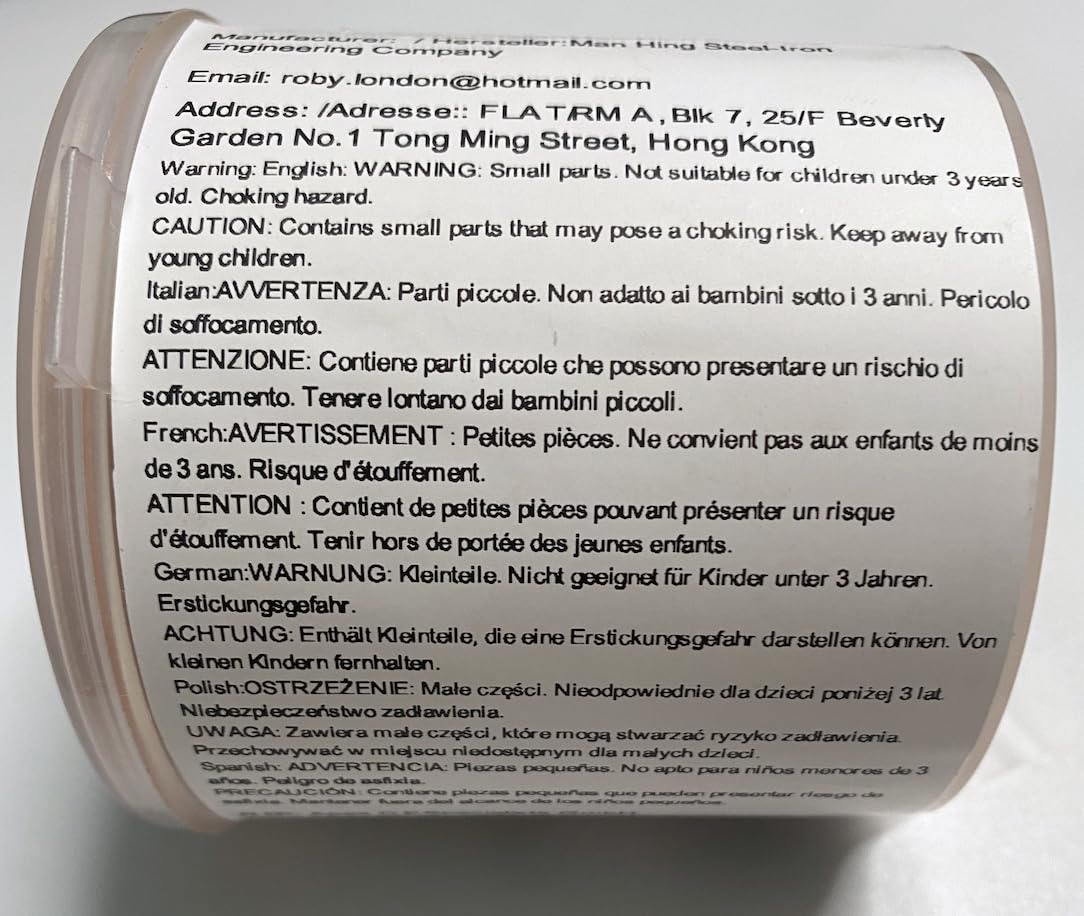 Manufacturer: / Hersteller:Man Hing Steel-Iron
Engineering Company
Email: roby.london@hotmail.com
Address: /Adresse:: FLAT/RM A, Blk 7, 25/F Beverly
Garden No.1 Tong Ming Street, Hong Kong
Warning: English: WARNING: Small parts. Not suitable for children under 3 years
old. Choking hazard.
CAUTION: Contains small parts that may pose a choking risk. Keep away from
young children.
Italian:AVVERTENZA: Parti piccole. Non adatto ai bambini sotto i 3 anni. Pericolo
di soffocamento.
ATTENZIONE: Contiene parti piccole che possono presentare un rischio di
soffocamento. Tenere lontano dai bambini piccoli.
French:AVERTISSEMENT : Petites pièces. Ne convient pas aux enfants de moins
de 3 ans. Risque d'étouffement.
ATTENTION : Contient de petites pièces pouvant présenter un risque
d'étouffement. Tenir hors de portée des jeunes enfants.
German:WARNUNG: Kleinteile. Nicht geeignet für Kinder unter 3 Jahren.
Erstickungsgefahr.
ACHTUNG: Enthält Kleinteile, die eine Erstickungsgefahr darstellen können. Von
kleinen Kindern fernhalten.
Polish:OSTRZEŻENIE: Małe części. Nieodpowiednie dla dzieci poniżej 3 lat.
Niebezpieczeństwo zadławienia.
UWAGA: Zawiera małe części, które mogą stwarzać ryzyko zadławienia.
Przechowywać w miejscu niedostępnym dla małych dzieci.
Spanish: ADVERTENCIA: Piezas pequeñas. No apto para niños menores de 3
años. Peligro de asfixia.
PRECAUCIÓN: Contiene piezas pequeñas que pueden presentar riesgo de
asfixia. Mantener fuera del alcance de los niños pequeños.